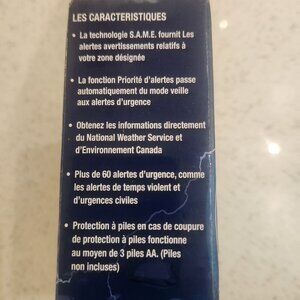 LES CARACTERISTIQUES
• La technologie S.A.M.E. fournit Les
alertes avertissements relatifs à
votre zone désignée
• La fonction Priorité d'alertes passe
automatiquement du mode veille
aux alertes d'urgence
• Obtenez les informations directement
du National Weather Service et
d'Environnement Canada
• Plus de 60 alertes d'urgence, comme
les alertes de temps violent et
d'urgences civiles
• Protection à piles en cas de coupure
de protection à piles fonctionne
au moyen de 3 piles AA. (Piles
non incluses)